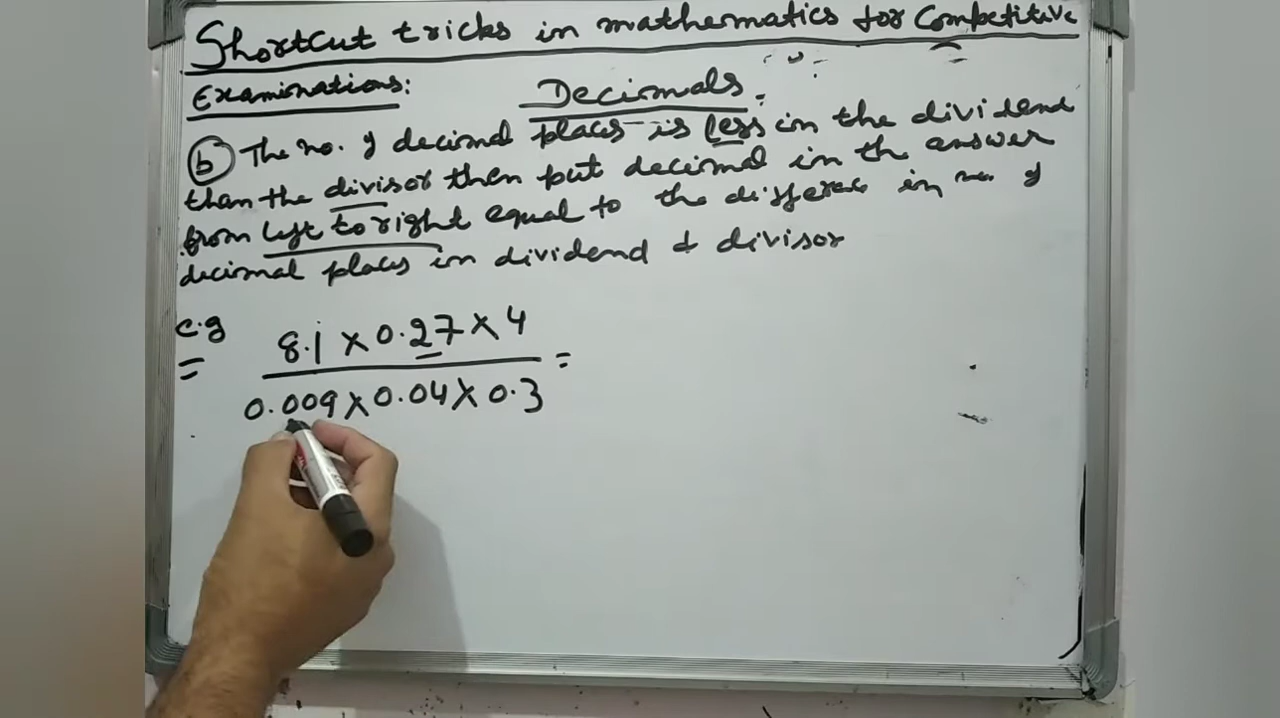 Shortcut tricks in mathematics for Competitive
Examinations:
Decimals
(b) The no. of decimal places is less in the dividend
than the divisor then put decimal in the answer
from left to right equal to the difference in no. of
decimal places in dividend & divisor
e.g
8.1 × 0.27 × 4
=
0.009 × 0.04 × 0.3